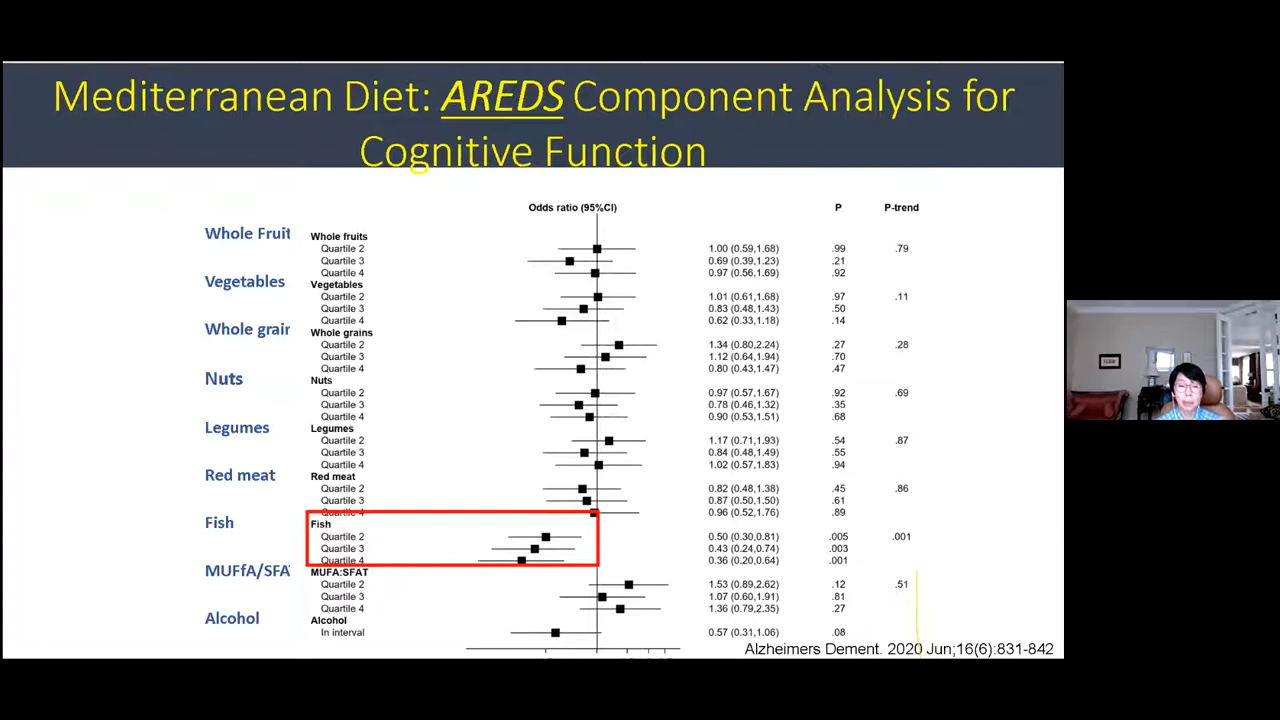 Mediterranean Diet: AREDS Component Analysis for
Cognitive Function
Odds ratio (95%CI) P P-trend
Whole Fruit
Whole fruits
Quartile 2 1.00 (0.59,1.68) .99 .79
Quartile 3 0.69 (0.39,1.23) .21
Quartile 4 0.97 (0.56,1.69) .92
Vegetables
Vegetables
Quartile 2 1.01 (0.61,1.68) .97 .11
Quartile 3 0.83 (0.48,1.43) .50
Quartile 4 0.62 (0.33,1.18) .14
Whole grair
Whole grains
Quartile 2 1.34 (0.80,2.24) .27 .28
Quartile 3 1.12 (0.64,1.94) .70
Quartile 4 0.80 (0.43,1.47) .47
Nuts
Nuts
Quartile 2 0.97 (0.57,1.67) .92 .69
Quartile 3 0.78 (0.46,1.32) .35
Quartile 4 0.90 (0.53,1.51) .68
Legumes
Legumes
Quartile 2 1.17 (0.71,1.93) .54 .87
Quartile 3 0.84 (0.48,1.49) .55
Quartile 4 1.02 (0.57,1.83) .94
Red meat
Red meat
Quartile 2 0.82 (0.48,1.38) .45 .86
Quartile 3 0.87 (0.50,1.50) .61
Quartile 4 0.96 (0.52,1.76) .89
Fish
Fish
Quartile 2 0.50 (0.30,0.81) .005 .001
Quartile 3 0.43 (0.24,0.74) .003
Quartile 4 0.36 (0.20,0.64) .001
MUFfA/SFA
MUFA:SFAT
Quartile 2 1.53 (0.89,2.62) .12 .51
Quartile 3 1.07 (0.60,1.91) .81
Quartile 4 1.36 (0.79,2.35) .27
Alcohol
Alcohol
In interval 0.57 (0.31,1.06) .08
Alzheimers Dement. 2020 Jun;16(6):831-842